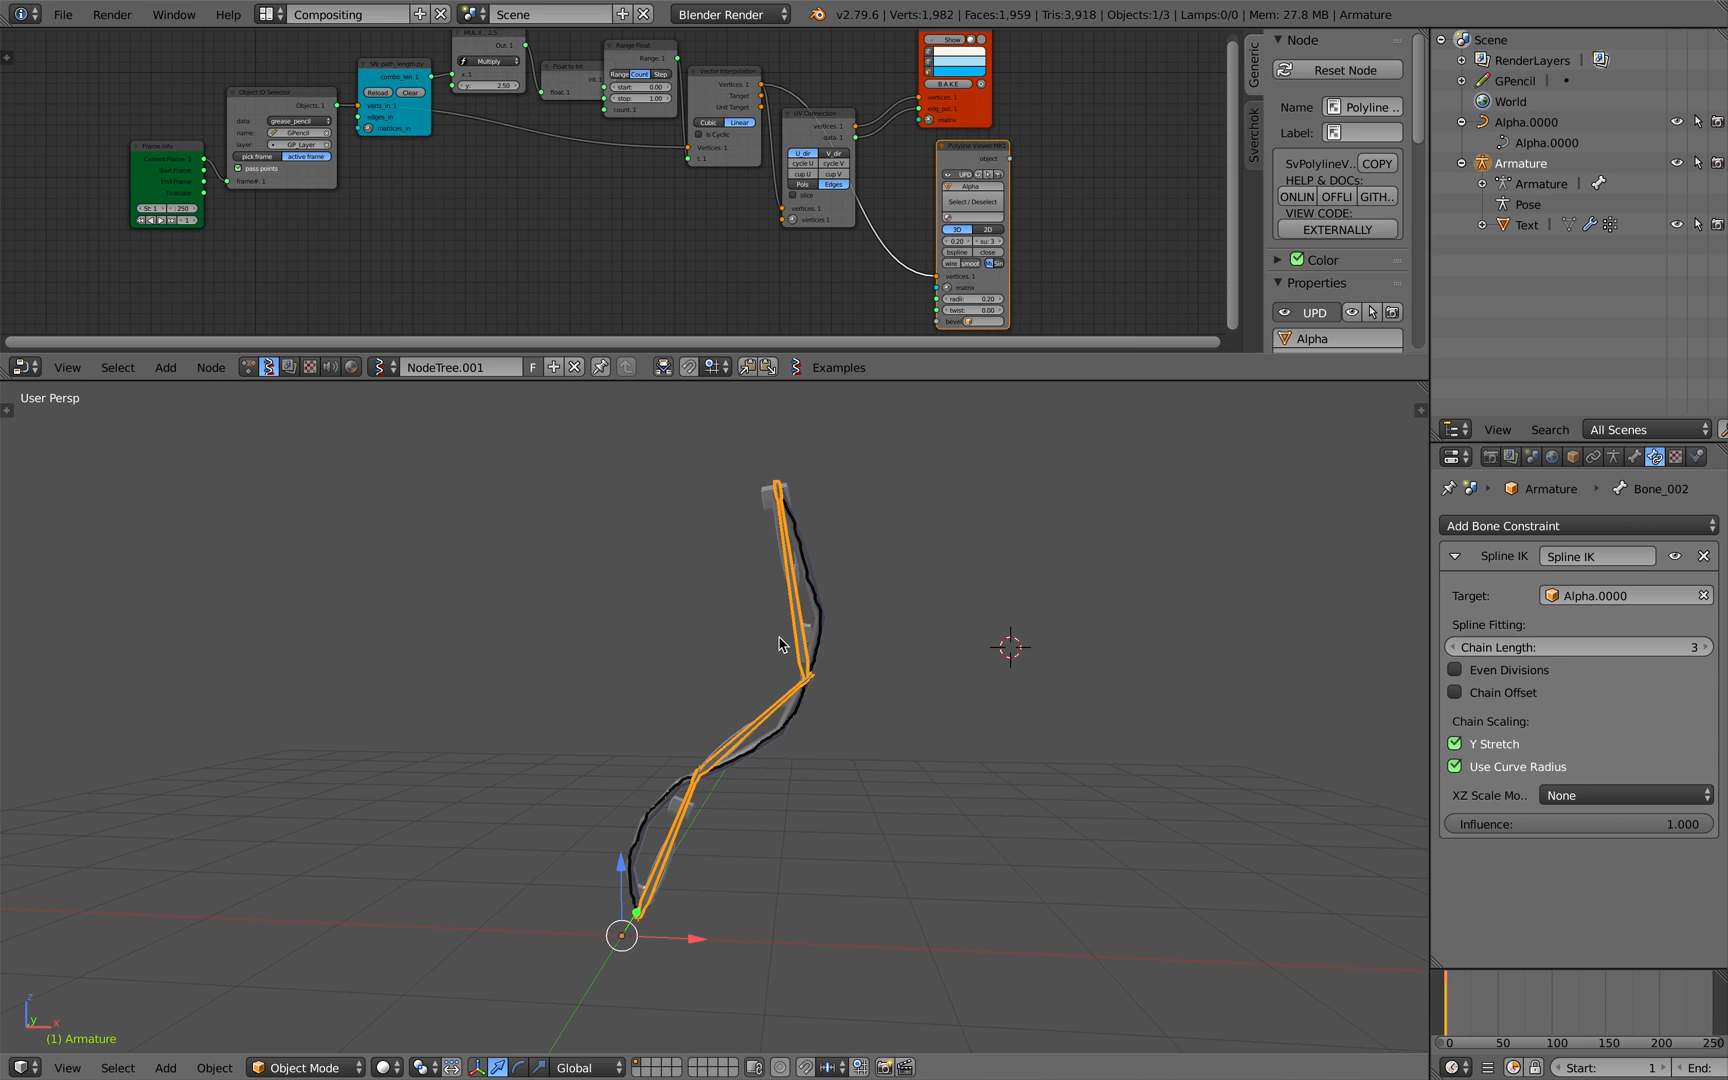 File Render Window Help Compositing Scene Blender Render v2.79.6 | Verts:1,982 | Faces:1,959 | Tris:3,918 | Objects:1/3 | Lamps:0/0 | Mem: 27.8 MB | Armature
Frame Info
Current Frame. 1
Start Frame
End Frame
Evaluate
St: 1 : 250
1
Object ID Selector
Objects. 1
data: grease_pencil
name: GPencil
layer: GP_Layer
pick frame active frame
pass points
frame#. 1
SN: path_length.py
combo_len. 1
Reload Clear
verts_in. 1
edges_in
matrices_in
Out. 1
Multiply
x. 1
y: 2.50
Float to Int
int. 1
float. 1
Range Float
Range. 1
Range Count Step
start: 0.00
stop: 1.00
count. 1
Vector Interpolation
Vertices. 1
Target
Unit Target
Cubic Linear
Is Cyclic
Vertices. 1
t. 1
UV Connection
vertices. 1
data. 1
U_dir V_dir
cycle U cycle V
cup U cup V
Pols Edges
slice
vertices. 1
vertices 1
Show
B A K E
vertices. 1
edg_pol. 1
matrix
Polyline Viewer MK1
object
UPD
Alpha
Select / Deselect
3D 2D
0.20 su: 3
bspline close
wire smoot
vertices. 1
matrix
radii: 0.20
twist: 0.00
bevel
Generic
Sverchok
Node
Reset Node
Name Polyline ..
Label:
SvPolylineV.. COPY
HELP & DOCs:
ONLIN OFFLI GITH..
VIEW CODE:
EXTERNALLY
Color
Properties
UPD
Alpha
Scene
RenderLayers
GPencil
World
Alpha.0000
Alpha.0000
Armature
Armature
Pose
Text
View Select Add Node NodeTree.001 F Examples
View Search All Scenes
User Persp
z
y x
(1) Armature
Armature Bone_002
Add Bone Constraint
Spline IK Spline IK
Target: Alpha.0000
Spline Fitting:
Chain Length: 3
Even Divisions
Chain Offset
Chain Scaling:
Y Stretch
Use Curve Radius
XZ Scale Mo.. None
Influence: 1.000
0 50 100 150 200 250
View Select Add Object Object Mode Global
Start: 1 End: